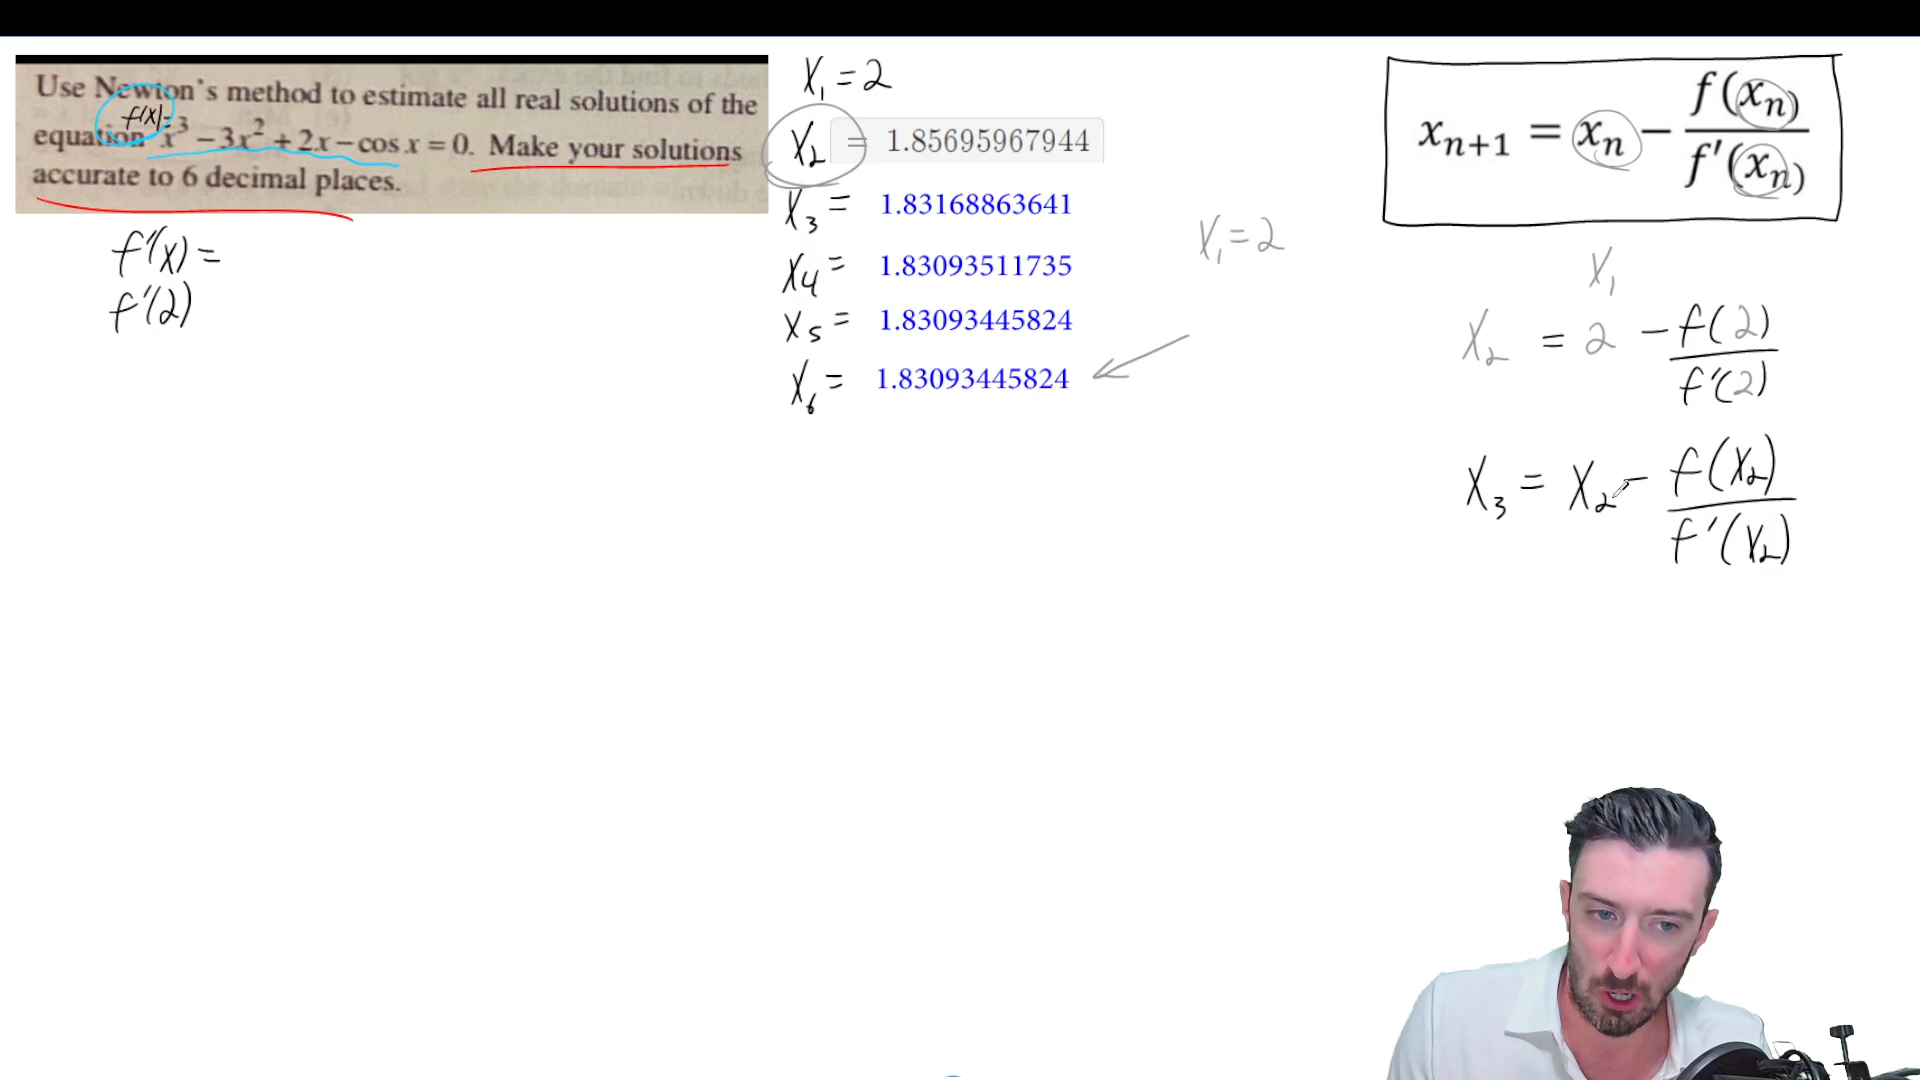 Use Newton's method to estimate all real solutions of the
f(x)=
equation x³ − 3x² + 2x − cos x = 0. Make your solutions
accurate to 6 decimal places.
f'(x) =
f'(2)
x₁ = 2
x₂ = 1.85695967944
x₃ = 1.83168863641
x₄ = 1.83093511735
x₅ = 1.83093445824
x₆ = 1.83093445824
x₁ = 2
xₙ₊₁ = xₙ − f(xₙ) / f'(xₙ)
x₁
x₂ = 2 − f(2) / f'(2)
x₃ = x₂ − f(x₂) / f'(x₂)